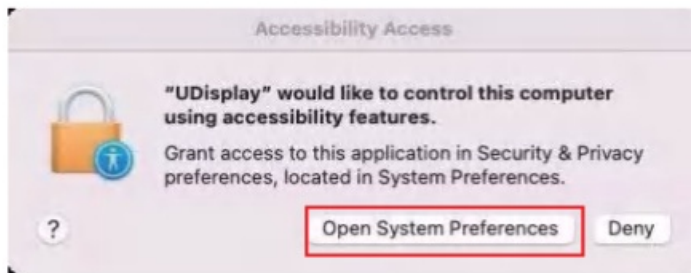 Accessibility Access
"UDisplay" would like to control this computer
using accessibility features.
Grant access to this application in Security & Privacy
preferences, located in System Preferences.
?
Open System Preferences
Deny